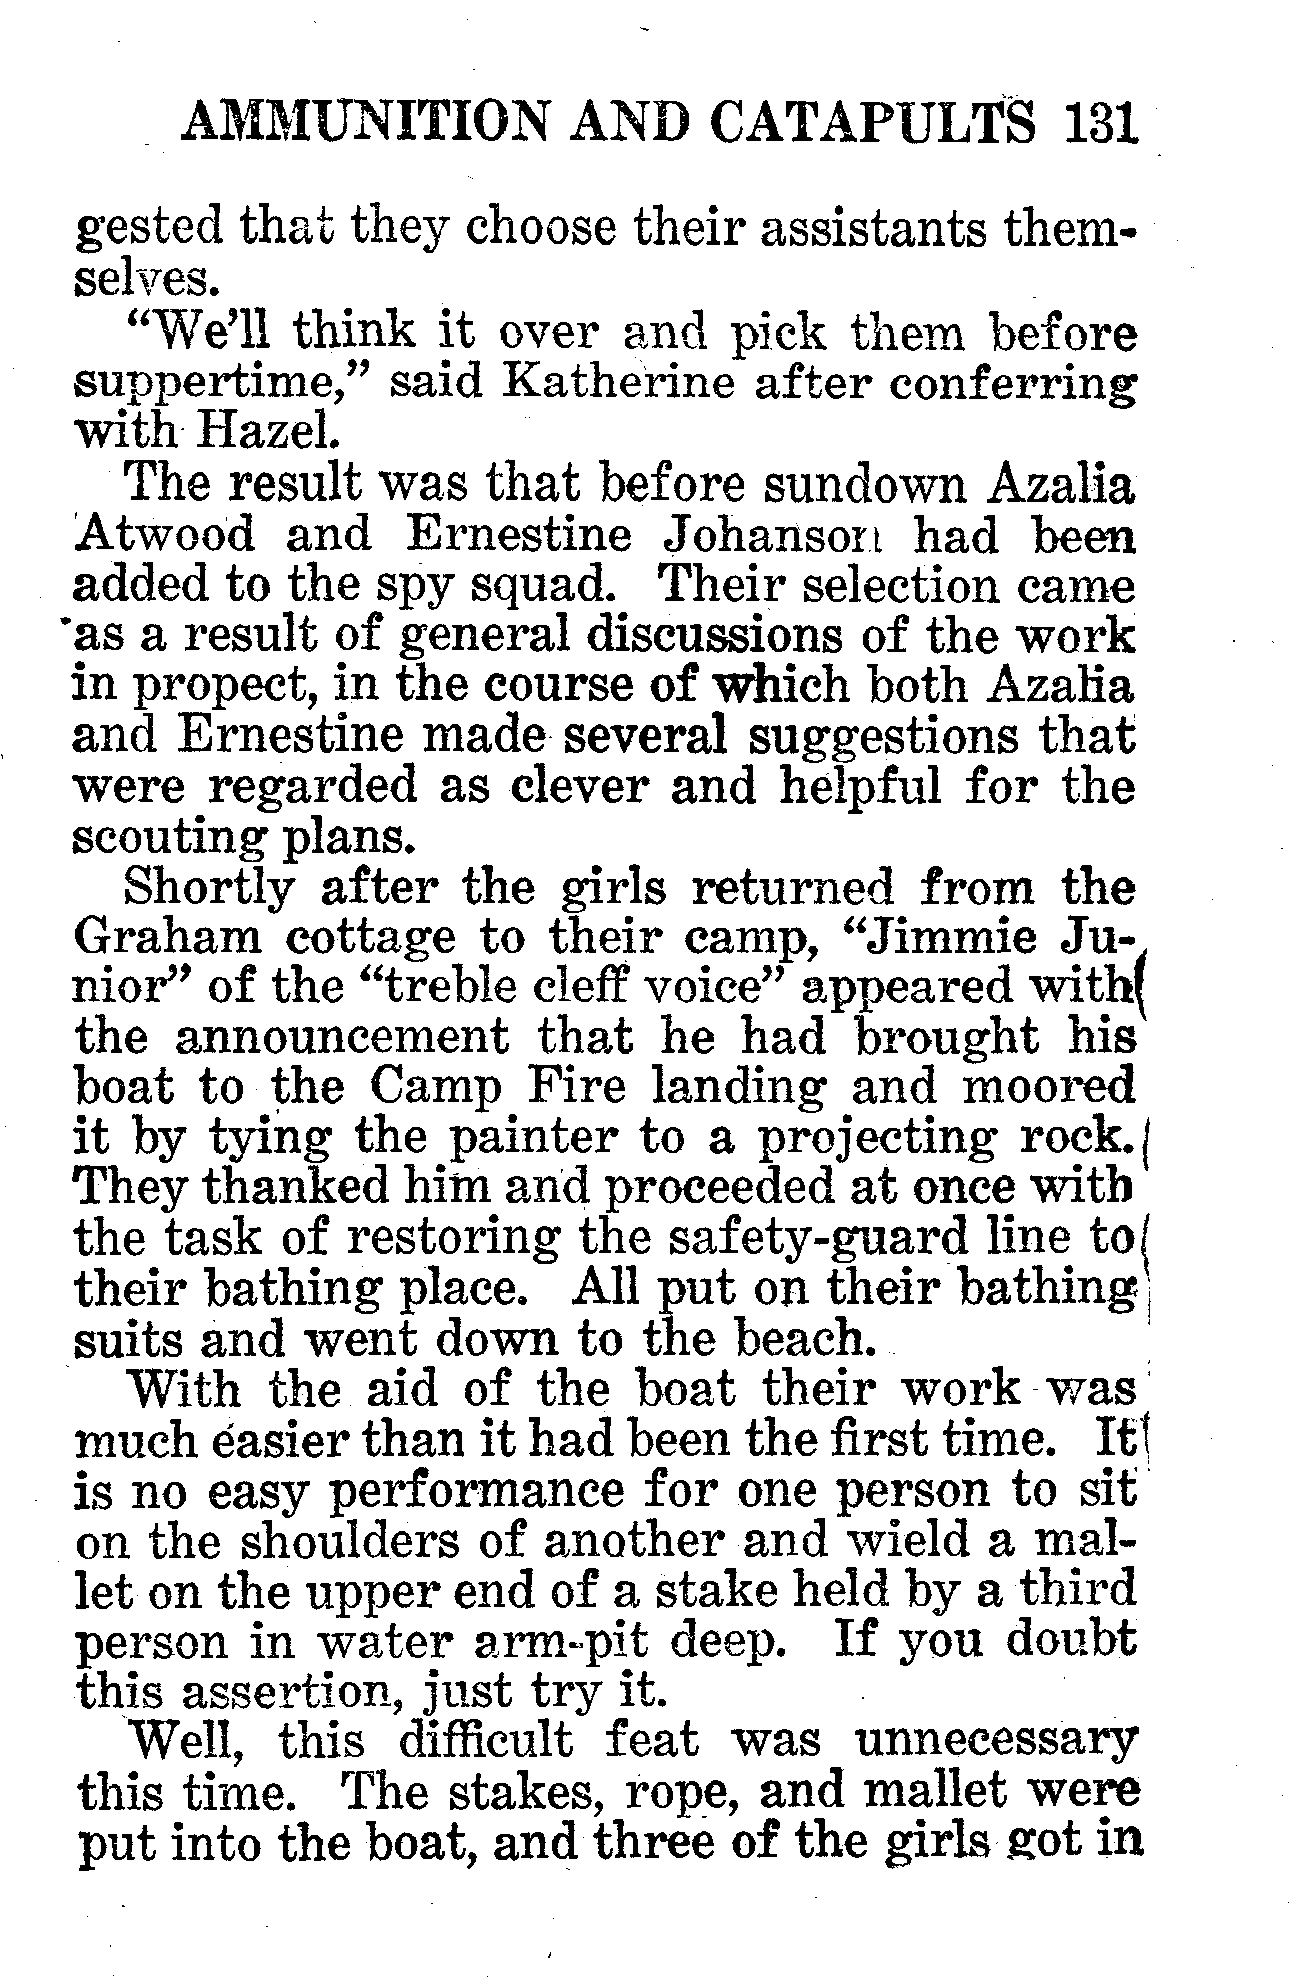 AMMUNITION AND CATAPULTS 131
gested that they choose their assistants them-
selves.
“We’ll think it over and pick them before
suppertime,” said Katherine after conferring
with Hazel.
The result was that before sundown Azalia
Atwood and Ernestine Johanson had been
added to the spy squad. Their selection came
as a result of general discussions of the work
in propect, in the course of which both Azalia
and Ernestine made several suggestions that
were regarded as clever and helpful for the
scouting plans.
Shortly after the girls returned from the
Graham cottage to their camp, “Jimmie Ju-
nior” of the “treble cleff voice” appeared with
the announcement that he had brought his
boat to the Camp Fire landing and moored
it by tying the painter to a projecting rock.
They thanked him and proceeded at once with
the task of restoring the safety-guard line to
their bathing place. All put on their bathing
suits and went down to the beach.
With the aid of the boat their work was
much easier than it had been the first time. It
is no easy performance for one person to sit
on the shoulders of another and wield a mal-
let on the upper end of a stake held by a third
person in water arm-pit deep. If you doubt
this assertion, just try it.
Well, this difficult feat was unnecessary
this time. The stakes, rope, and mallet were
put into the boat, and three of the girls got in